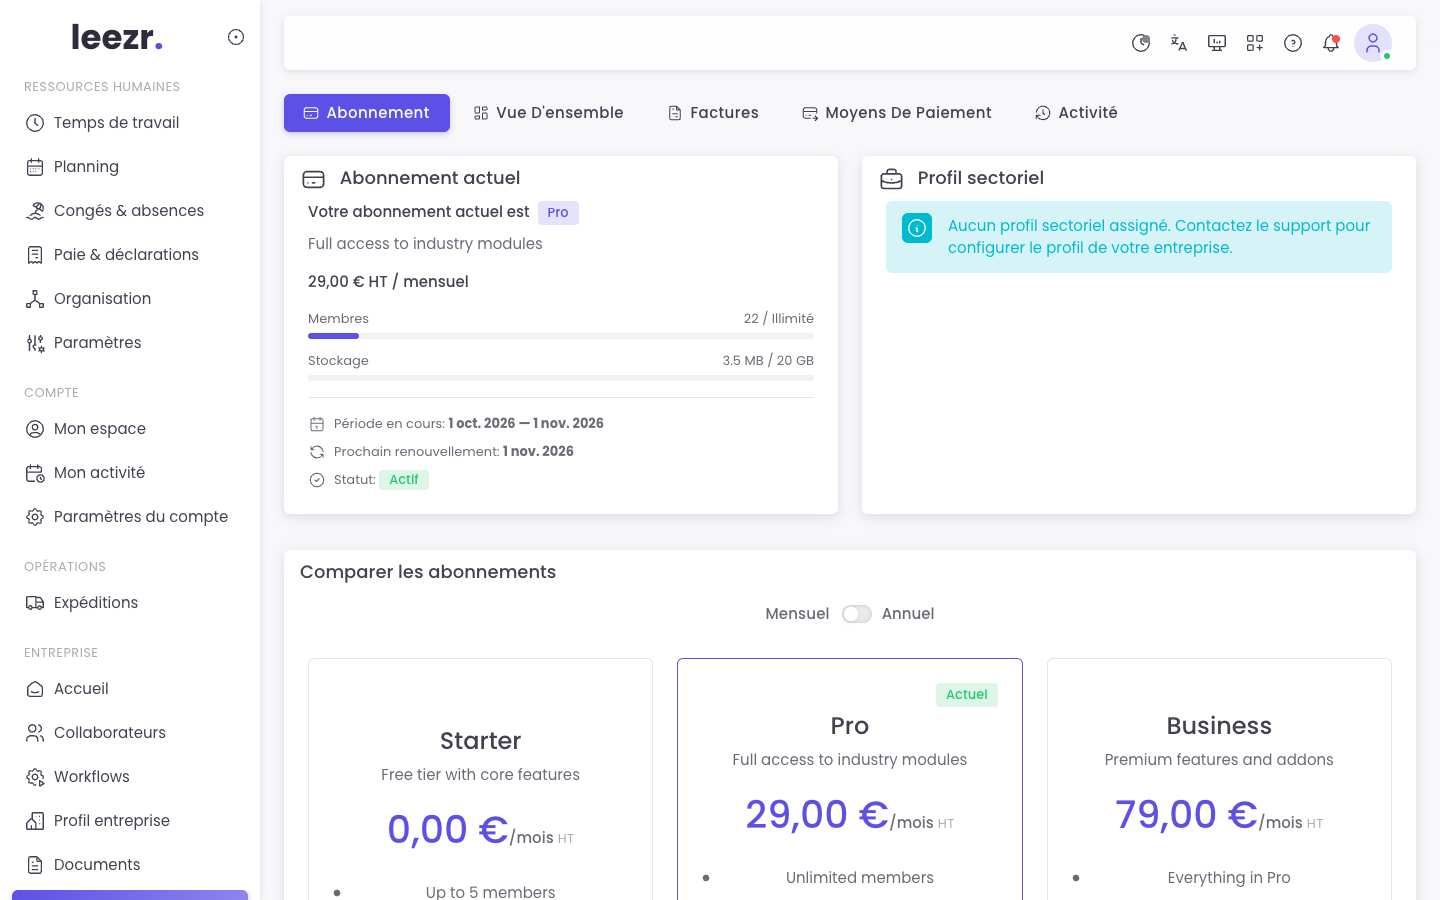 leezr.
RESSOURCES HUMAINES
Temps de travail
Planning
Congés & absences
Paie & déclarations
Organisation
Paramètres
COMPTE
Mon espace
Mon activité
Paramètres du compte
OPÉRATIONS
Expéditions
ENTREPRISE
Accueil
Collaborateurs
Workflows
Profil entreprise
Documents
Abonnement
Vue D'ensemble
Factures
Moyens De Paiement
Activité
Abonnement actuel
Votre abonnement actuel est Pro
Full access to industry modules
29,00 € HT / mensuel
Membres 22 / Illimité
Stockage 3.5 MB / 20 GB
Période en cours: 1 oct. 2026 — 1 nov. 2026
Prochain renouvellement: 1 nov. 2026
Statut: Actif
Profil sectoriel
Aucun profil sectoriel assigné. Contactez le support pour
configurer le profil de votre entreprise.
Comparer les abonnements
Mensuel Annuel
Starter
Free tier with core features
0,00 €/mois HT
• Up to 5 members
Actuel
Pro
Full access to industry modules
29,00 €/mois HT
• Unlimited members
Business
Premium features and addons
79,00 €/mois HT
• Everything in Pro